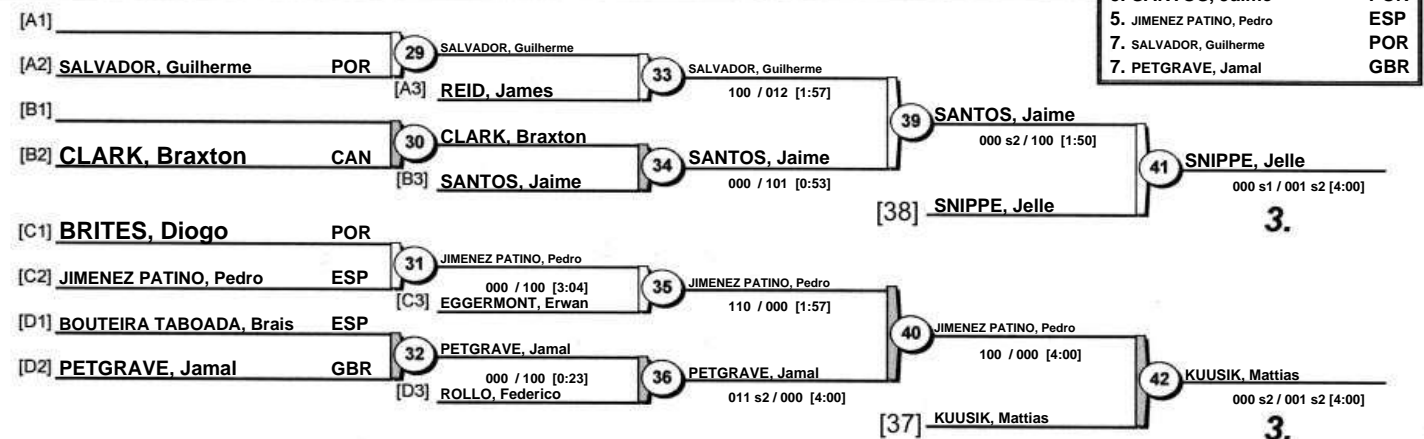 5. JIMENEZ PATINO, Pedro ESP
7. SALVADOR, Guilherme POR
7. PETGRAVE, Jamal GBR
[A1]
29 SALVADOR, Guilherme
[A2] SALVADOR, Guilherme POR
33 SALVADOR, Guilherme
100 / 012 [1:57]
[A3] REID, James
[B1]
39 SANTOS, Jaime
000 s2 / 100 [1:50]
30 CLARK, Braxton
[B2] CLARK, Braxton CAN
34 SANTOS, Jaime
000 / 101 [0:53]
41 SNIPPE, Jelle
000 s1 / 001 s2 [4:00]
[B3] SANTOS, Jaime
[38] SNIPPE, Jelle
3.
[C1] BRITES, Diogo POR
31 JIMENEZ PATINO, Pedro
000 / 100 [3:04]
[C2] JIMENEZ PATINO, Pedro ESP
35 JIMENEZ PATINO, Pedro
110 / 000 [1:57]
[C3] EGGERMONT, Erwan
[D1] BOUTEIRA TABOADA, Brais ESP
40 JIMENEZ PATINO, Pedro
100 / 000 [4:00]
32 PETGRAVE, Jamal
000 / 100 [0:23]
[D2] PETGRAVE, Jamal GBR
36 PETGRAVE, Jamal
011 s2 / 000 [4:00]
42 KUUSIK, Mattias
000 s2 / 001 s2 [4:00]
[D3] ROLLO, Federico
[37] KUUSIK, Mattias
3.